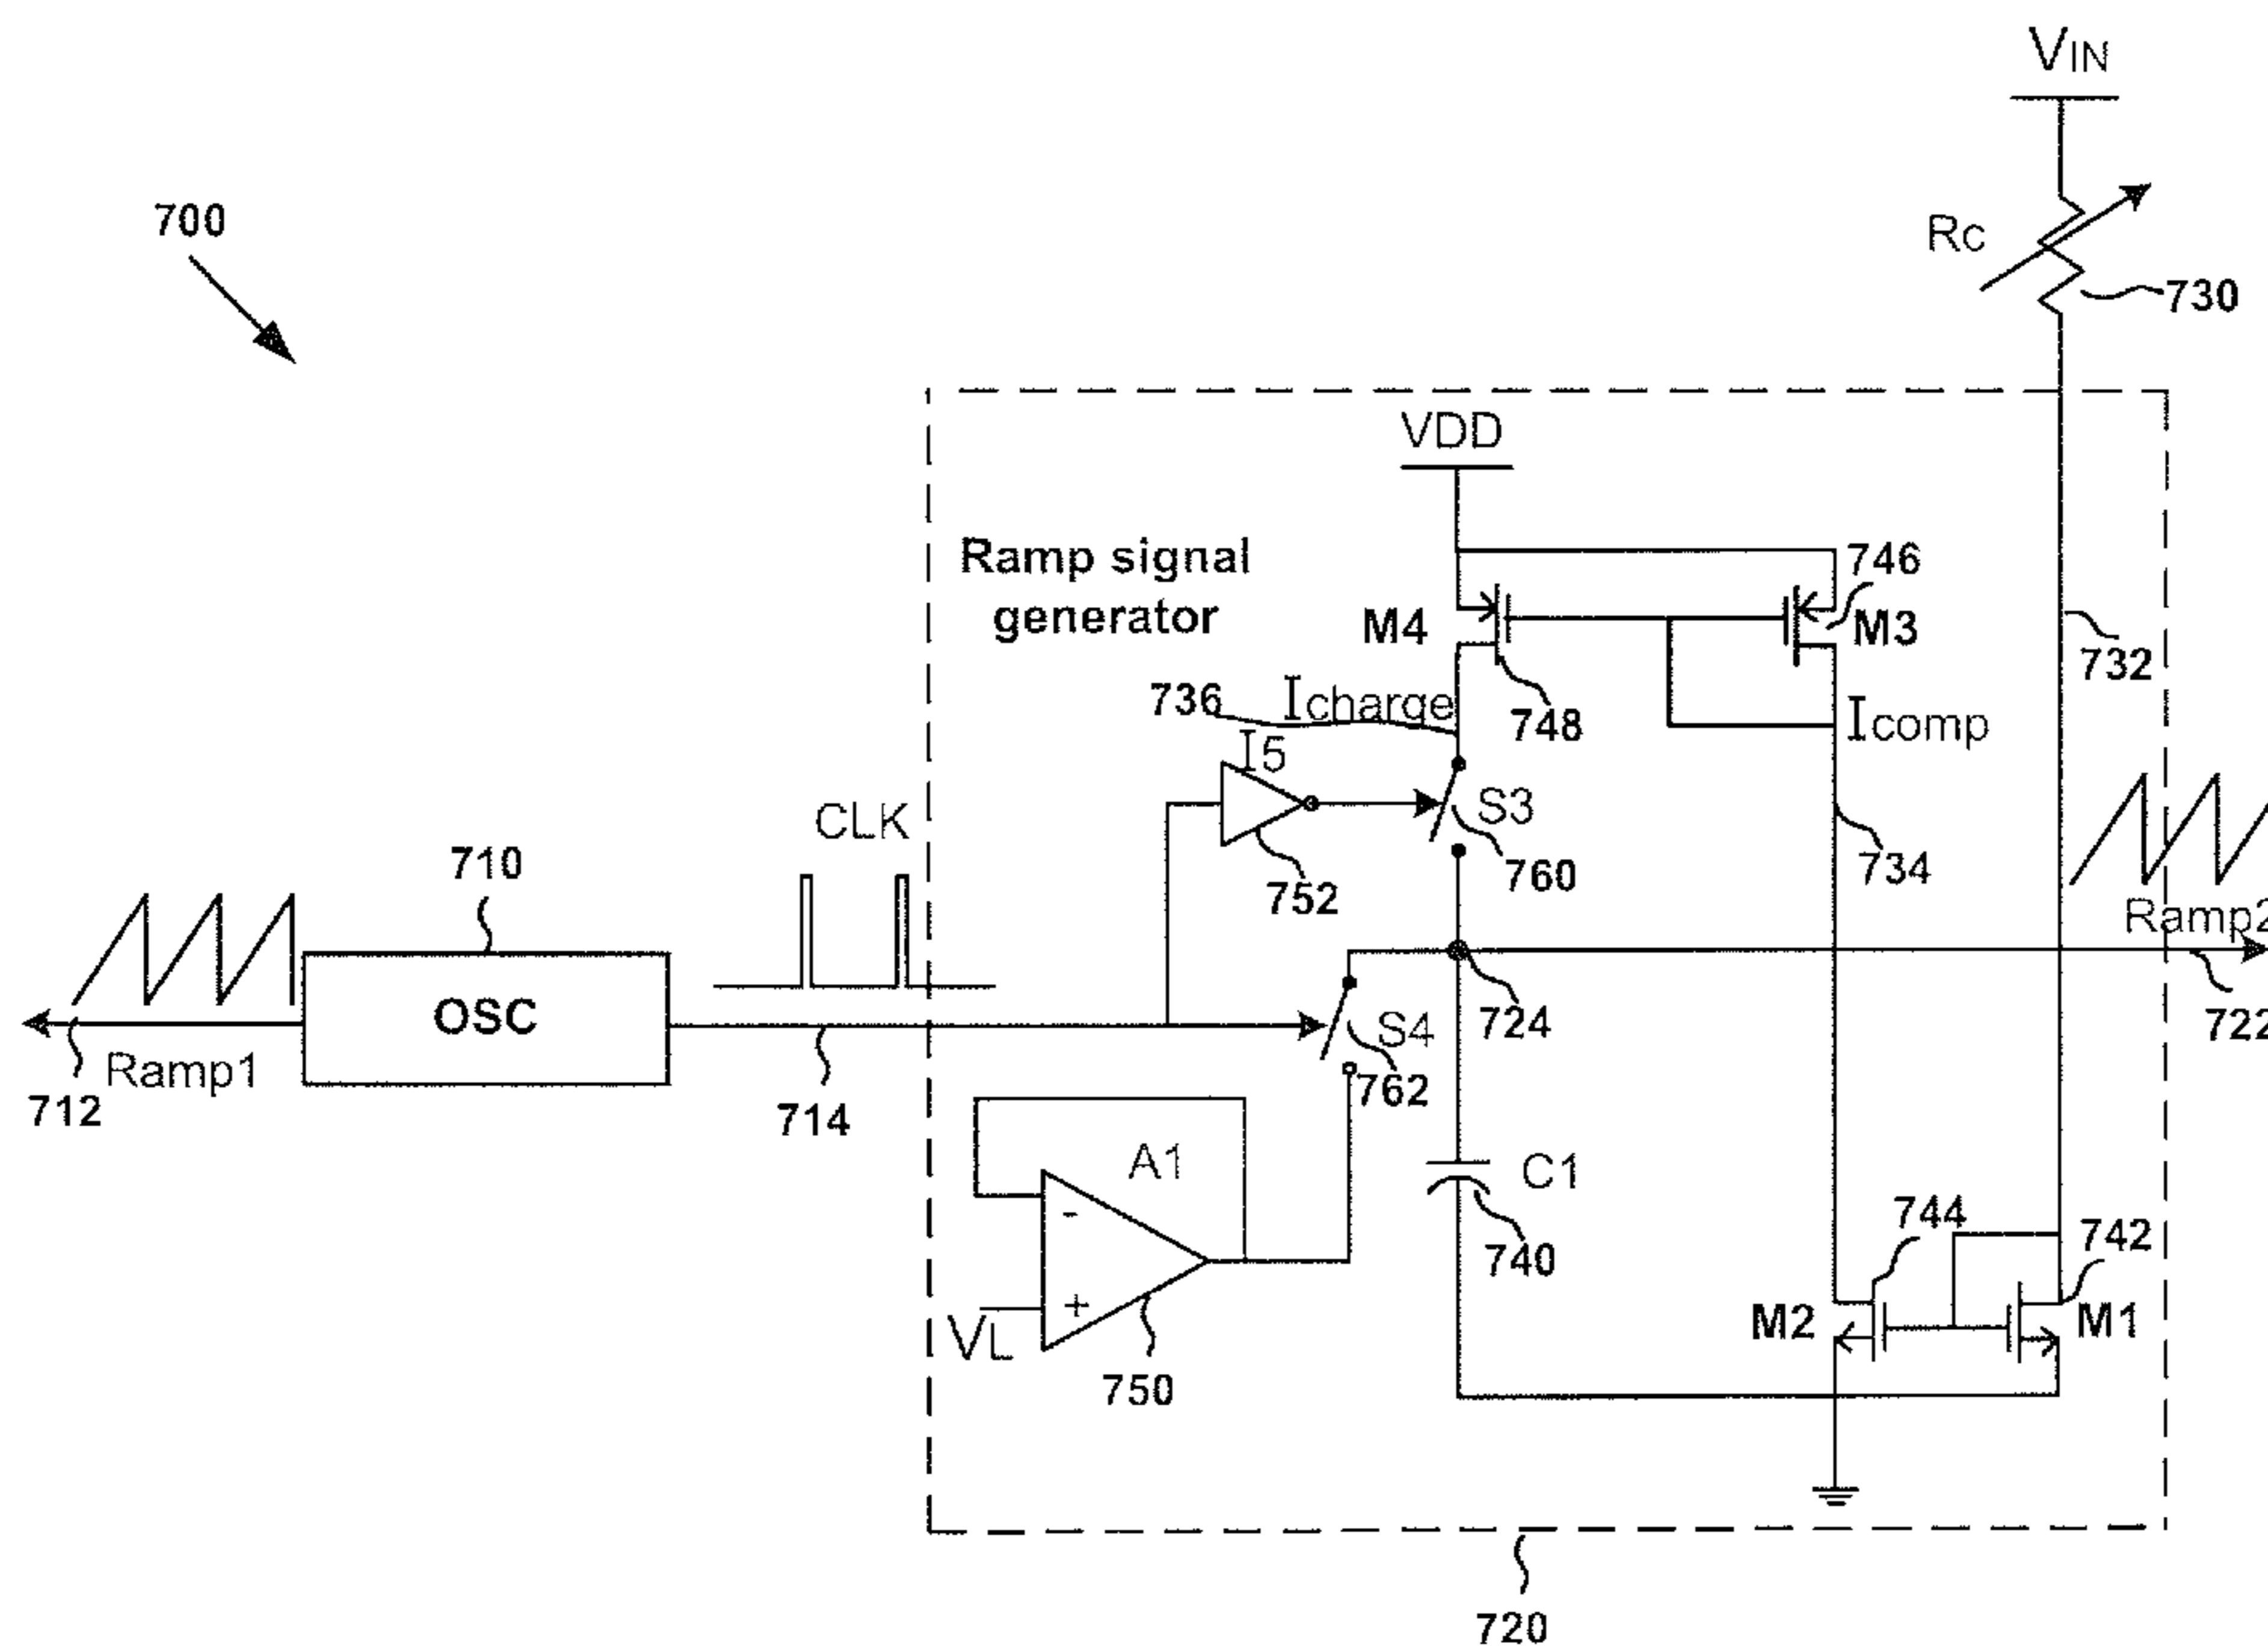 VIN
700
Rc
730
VDD
Ramp signal
generator
746
M4
M3
732
736
Icharge
748
Icomp
I5
S3
CLK
710
752
760
734
Ramp2
OSC
724
S4
722
Ramp1
762
712
714
A1
C1
-
744
742
740
+
M2
M1
VL
750
720